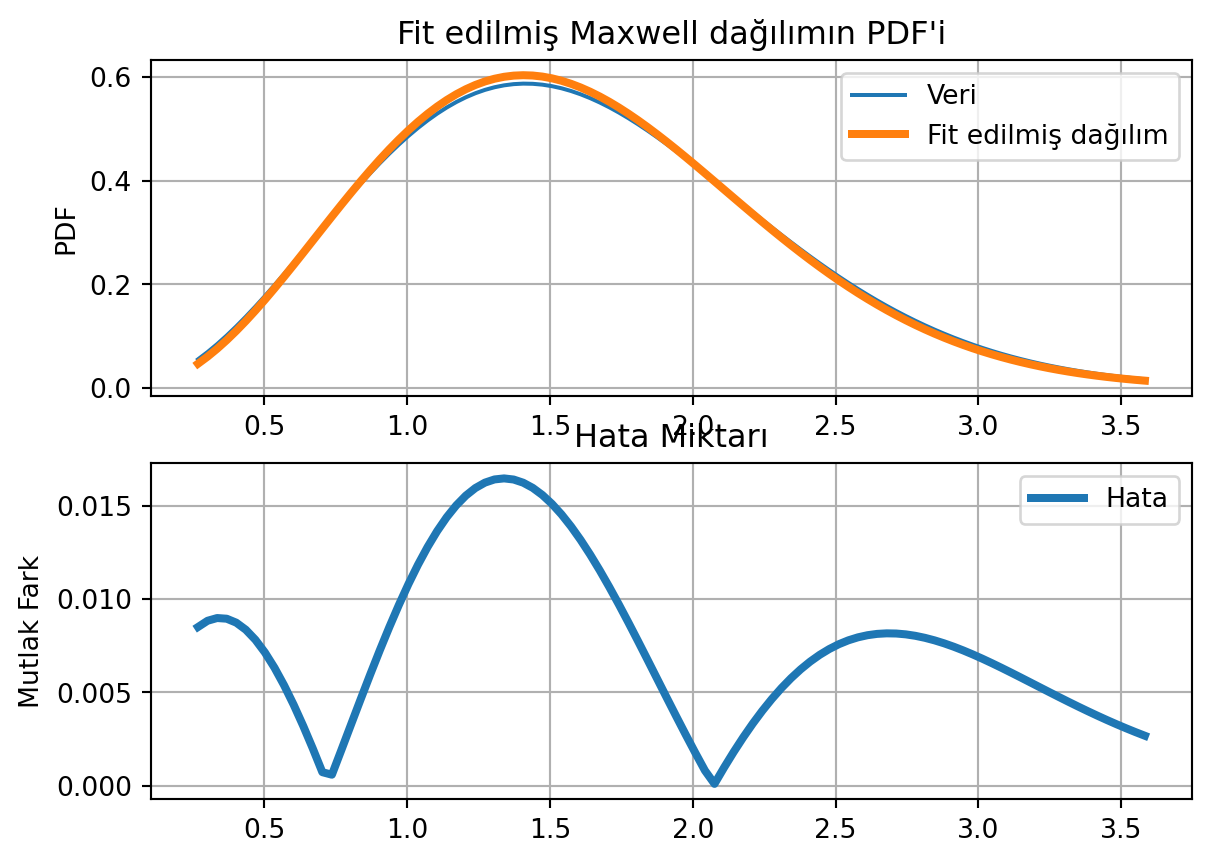 Fit edilmiş Maxwell dağılımın PDF'i
0.6
0.4
0.2
0.0
PDF
Veri
Fit edilmiş dağılım
0.5 1.0 1.5 2.0 2.5 3.0 3.5
Hata Miktarı
0.015
0.010
0.005
0.000
Mutlak Fark
Hata
0.5 1.0 1.5 2.0 2.5 3.0 3.5